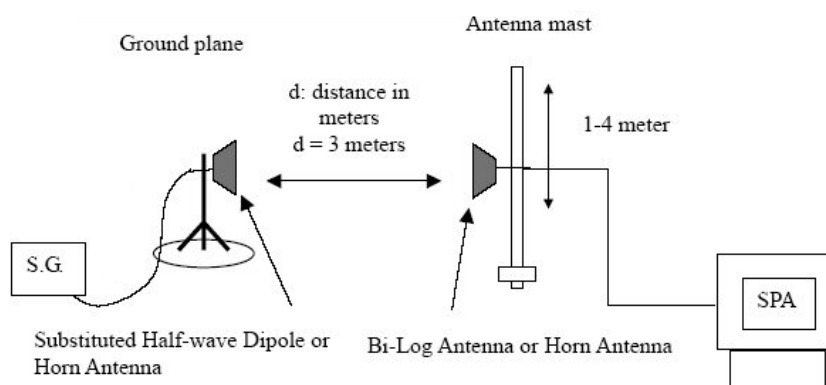 Antenna mast
Ground plane
d: distance in
meters
d = 3 meters
1-4 meter
S.G.
SPA
Substituted Half-wave Dipole or
Horn Antenna
Bi-Log Antenna or Horn Antenna